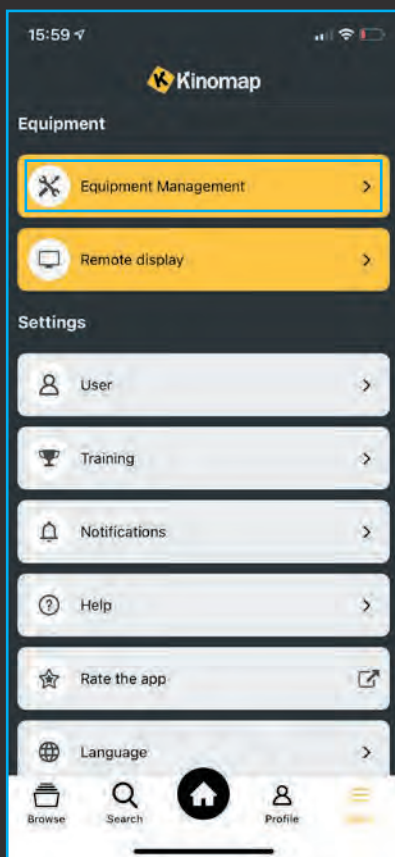 15:59
Kinomap
Equipment
Equipment Management
Remote display
Settings
User
Training
Notifications
Help
Rate the app
Language
Browse
Search
Profile